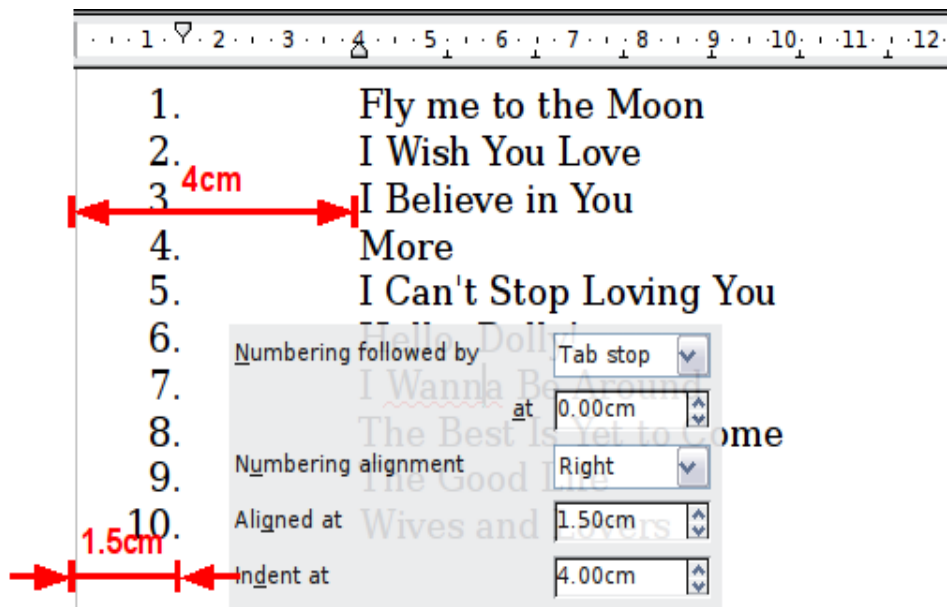 1 2 3 4 5 6 7 8 9 10 11 12
1. Fly me to the Moon
2. I Wish You Love
4cm
3 I Believe in You
4. More
5. I Can't Stop Loving You
6. Hello, Dolly!
Numbering followed by Tab stop
7. I Wanna Be Around
at 0.00cm
8. The Best Is Yet to Come
Numbering alignment Right
9. The Good Life
Aligned at 1.50cm
10. Wives and Lovers
1.5cm
Indent at 4.00cm